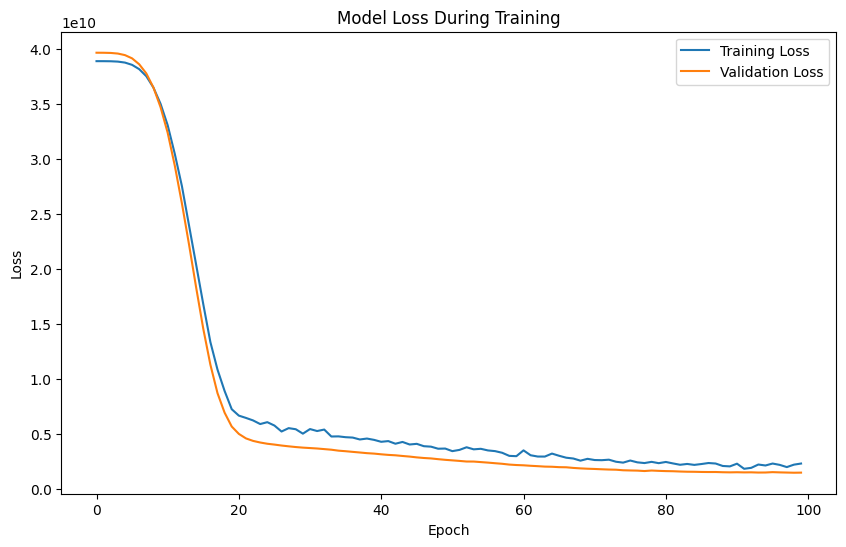 Model Loss During Training
1e10
Training Loss
Validation Loss
4.0
3.5
3.0
2.5
2.0
1.5
1.0
0.5
0.0
Loss
0 20 40 60 80 100
Epoch